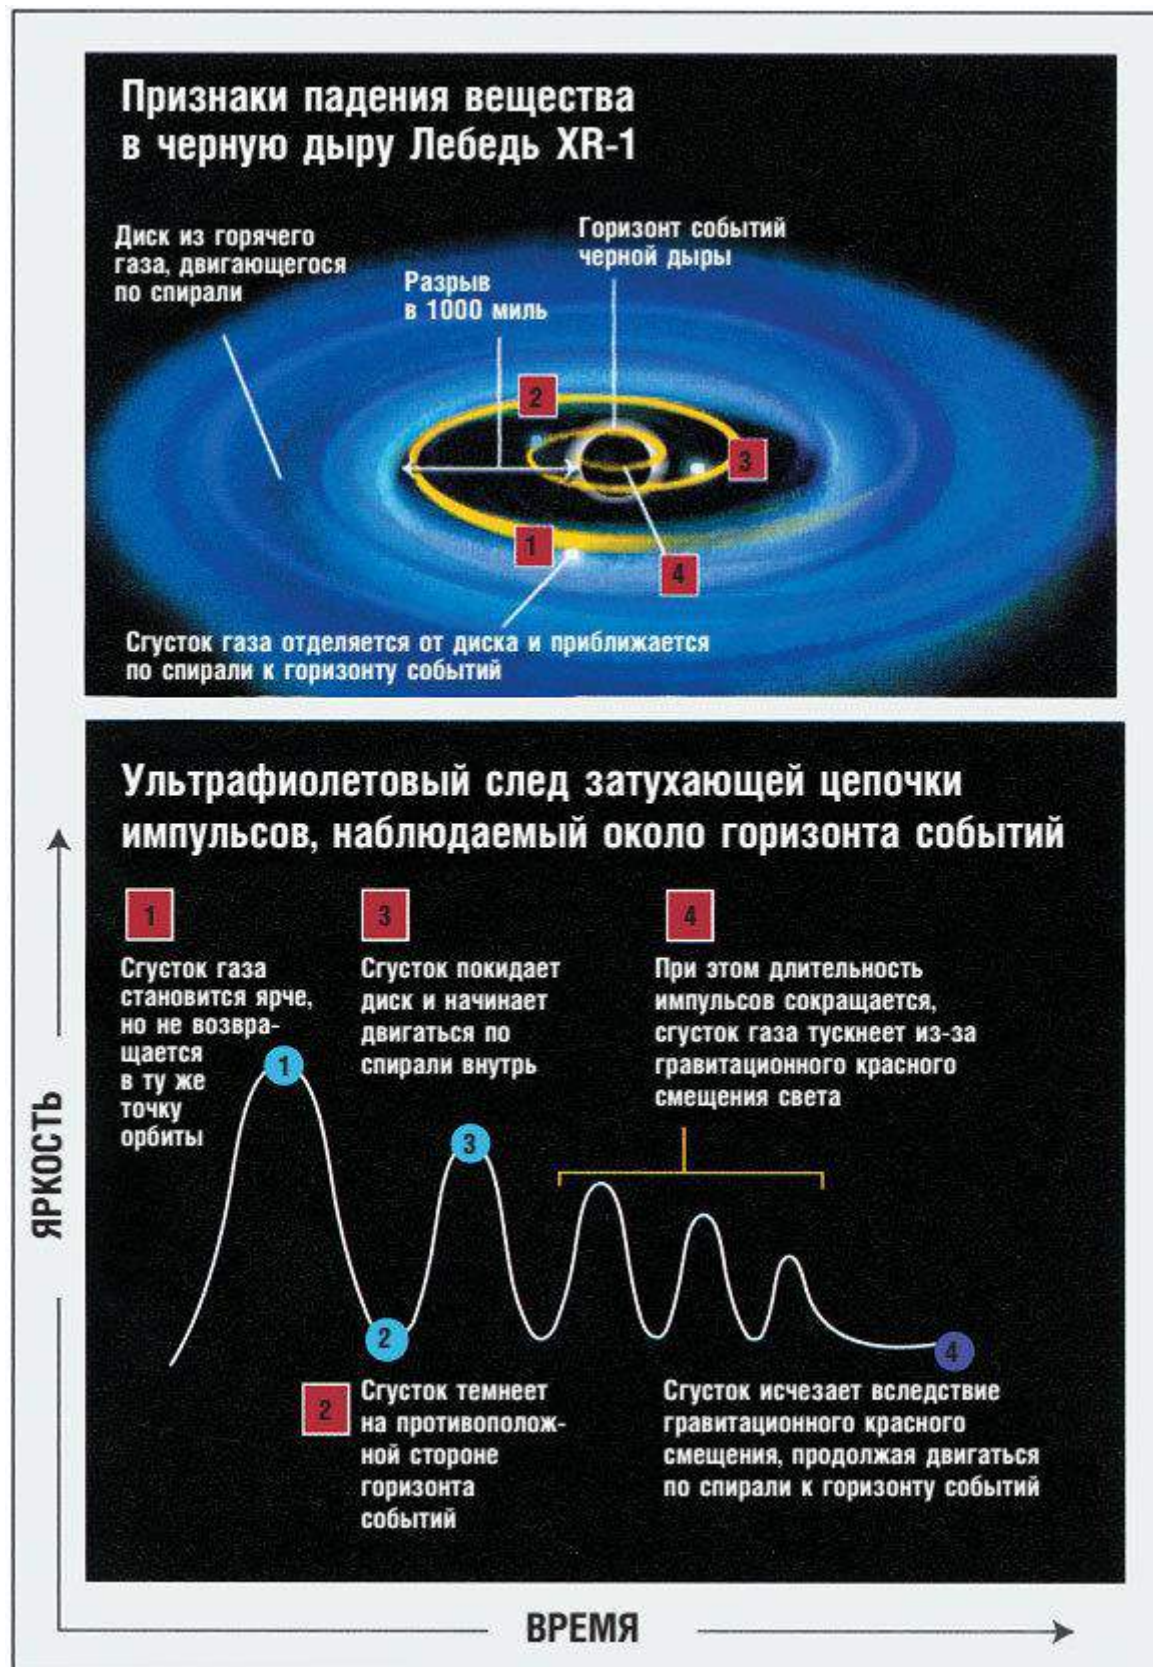 Признаки падения вещества
в черную дыру Лебедь XR-1
Диск из горячего
газа, двигающегося
по спирали
Разрыв
в 1000 миль
Горизонт событий
черной дыры
2
3
1
4
Сгусток газа отделяется от диска и приближается
по спирали к горизонту событий
Ультрафиолетовый след затухающей цепочки
импульсов, наблюдаемый около горизонта событий
1
Сгусток газа
становится ярче,
но не возвра-
щается
в ту же
точку
орбиты
3
Сгусток покидает
диск и начинает
двигаться по
спирали внутрь
4
При этом длительность
импульсов сокращается,
сгусток газа тускнеет из-за
гравитационного красного
смещения света
1
3
2
4
2
Сгусток темнеет
на противополож-
ной стороне
горизонта
событий
Сгусток исчезает вследствие
гравитационного красного
смещения, продолжая двигаться
по спирали к горизонту событий
ЯРКОСТЬ
ВРЕМЯ